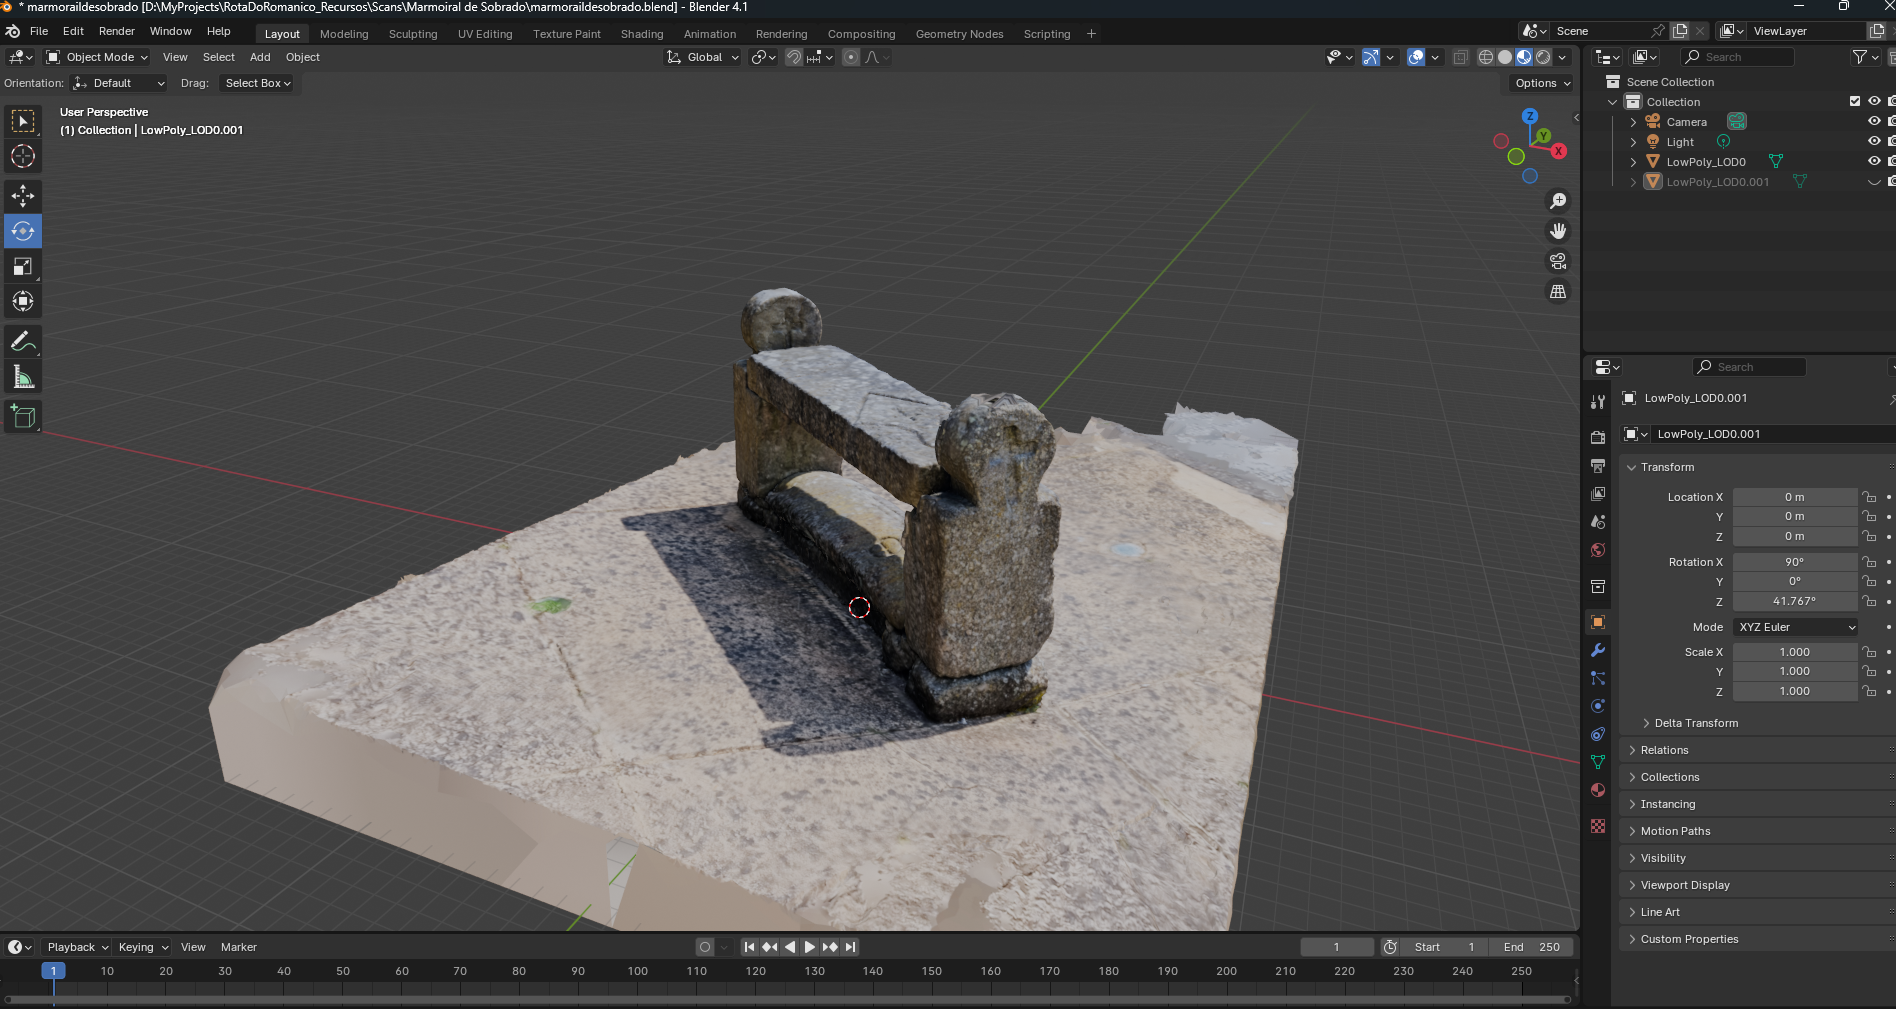 * marmoraildesobrado [D:\MyProjects\RotaDoRomanico_Recursos\Scans\Marmoiral de Sobrado\marmoraildesobrado.blend] - Blender 4.1
File Edit Render Window Help Layout Modeling Sculpting UV Editing Texture Paint Shading Animation Rendering Compositing Geometry Nodes Scripting + Scene ViewLayer
Object Mode View Select Add Object Global Search
Orientation: Default Drag: Select Box Options
Scene Collection
Collection
Camera
Light
LowPoly_LOD0
LowPoly_LOD0.001
User Perspective
(1) Collection | LowPoly_LOD0.001
Z
Y
X
Search
LowPoly_LOD0.001
LowPoly_LOD0.001
Transform
Location X 0 m
Y 0 m
Z 0 m
Rotation X 90°
Y 0°
Z 41.767°
Mode XYZ Euler
Scale X 1.000
Y 1.000
Z 1.000
Delta Transform
Relations
Collections
Instancing
Motion Paths
Visibility
Viewport Display
Line Art
Custom Properties
Playback Keying View Marker 1 Start 1 End 250
1 10 20 30 40 50 60 70 80 90 100 110 120 130 140 150 160 170 180 190 200 210 220 230 240 250